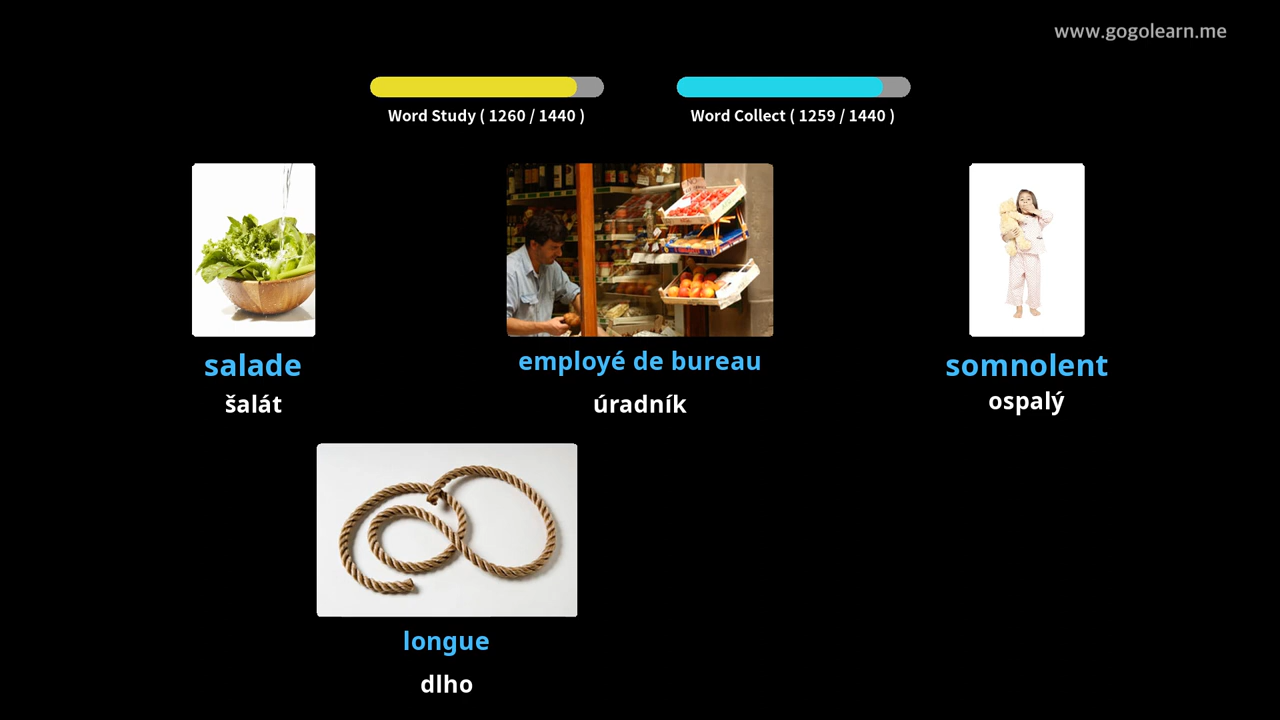 www.gogolearn.me
Word Study ( 1260 / 1440 )
Word Collect ( 1259 / 1440 )
salade
šalát
employé de bureau
úradník
somnolent
ospalý
longue
dlho